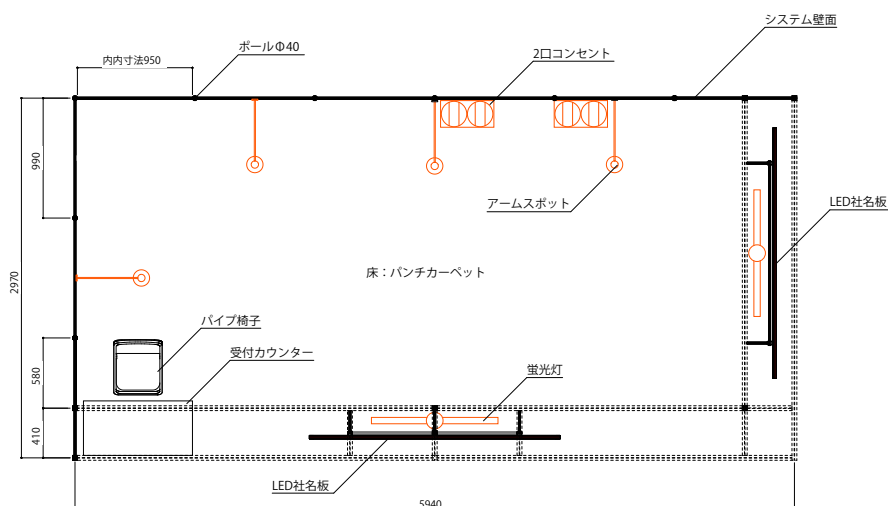 システム壁面
ポールΦ40
2口コンセント
内内寸法950
990
アームスポット
LED社名板
2970
床：パンチカーペット
パイプ椅子
受付カウンター
580
蛍光灯
410
LED社名板
5940